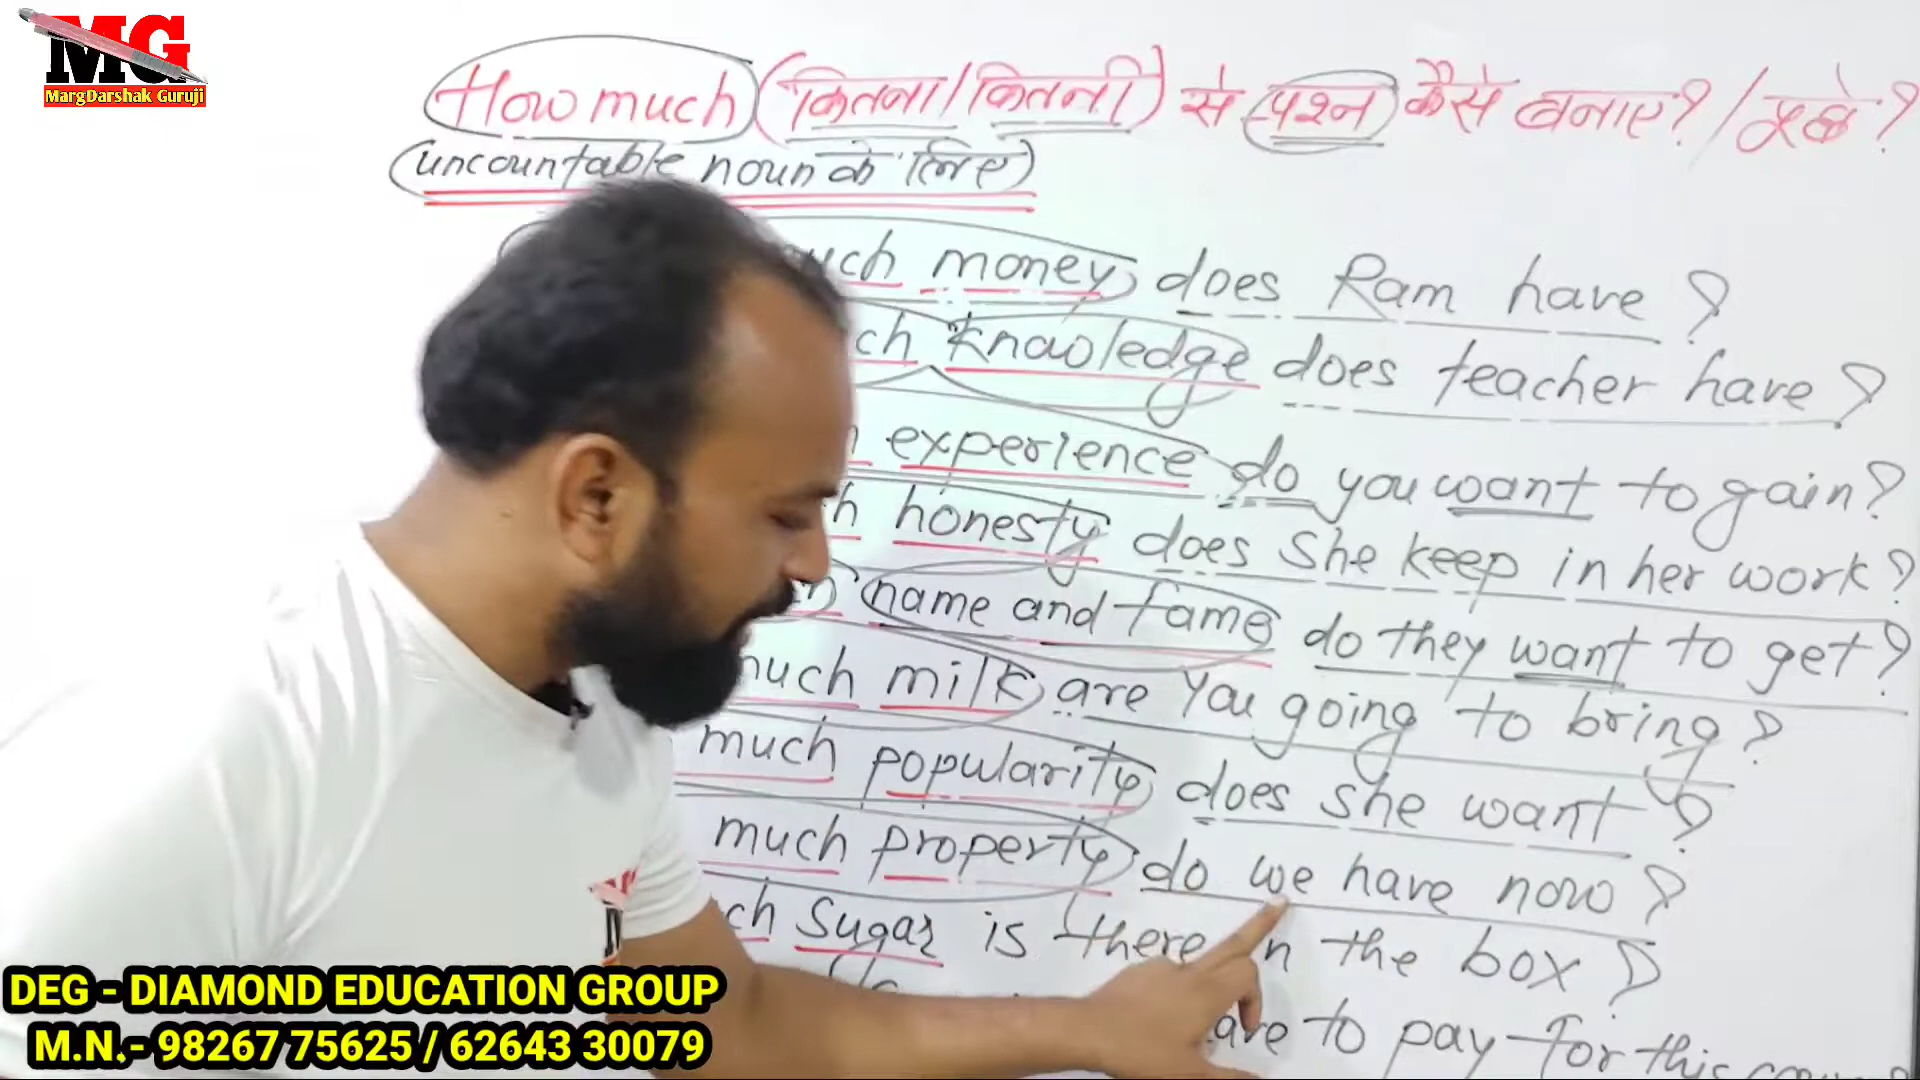 MG
MargDarshak Guruji
How much (कितना/कितनी) से प्रश्न कैसे बनाए? / पूछे?
(uncountable noun के लिए)
uch money does Ram have?
ch knowledge does teacher have?
experience do you want to gain?
h honesty does She keep in her work?
name and fame do they want to get?
much milk are You going to bring?
much popularity does she want?
much property do we have now?
ch Sugar is there in the box?
have to pay for this
DEG - DIAMOND EDUCATION GROUP
M.N.- 98267 75625 / 62643 30079